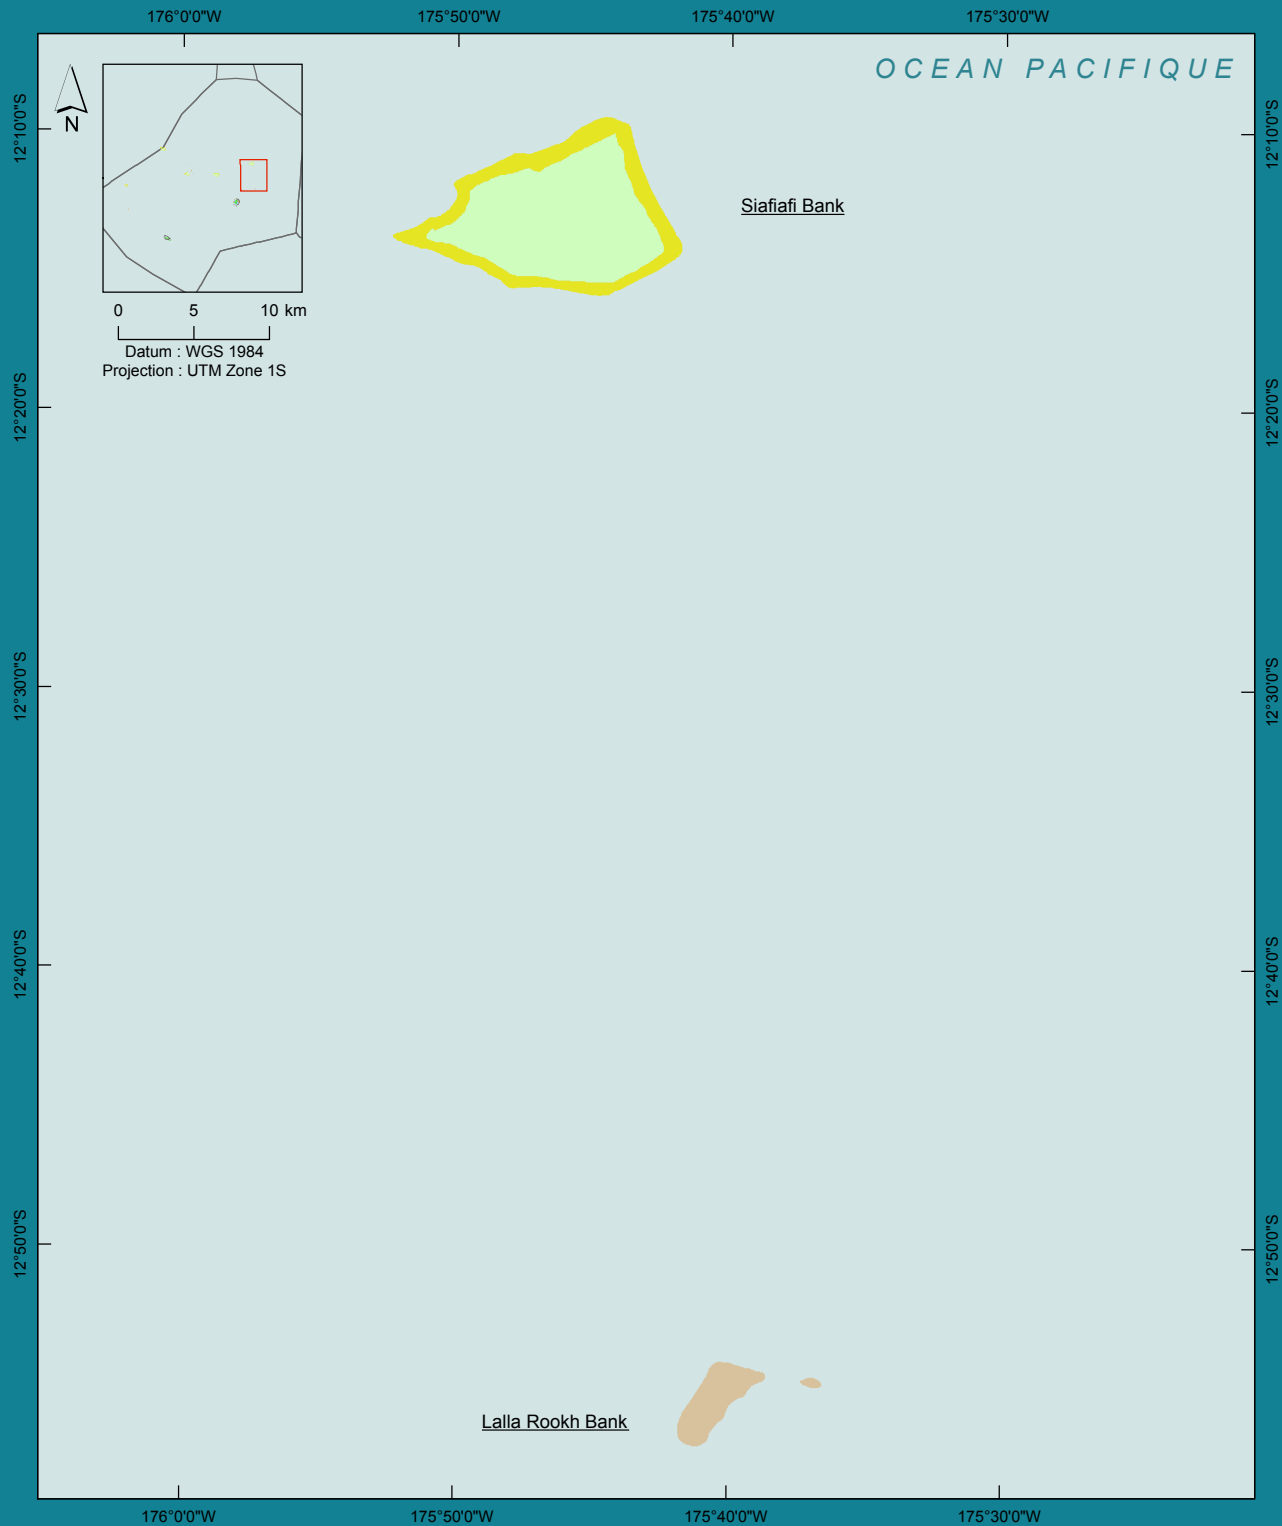 176°0'0"W
175°50'0"W
175°40'0"W
175°30'0"W
OCEAN PACIFIQUE
N
12°10'0"S
12°10'0"S
Siafiafi Bank
0 5 10 km
Datum : WGS 1984
Projection : UTM Zone 1S
12°20'0"S
12°20'0"S
12°30'0"S
12°30'0"S
12°40'0"S
12°40'0"S
12°50'0"S
12°50'0"S
Lalla Rookh Bank
176°0'0"W
175°50'0"W
175°40'0"W
175°30'0"W